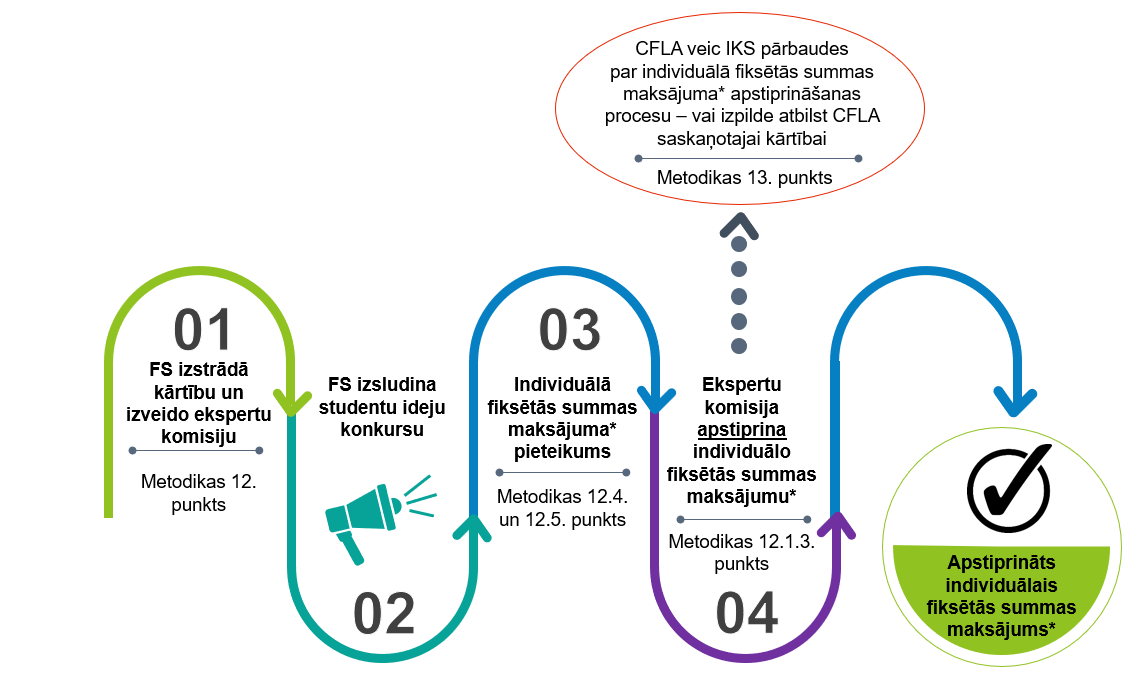 CFLA veic IKS pārbaudes
par individuālā fiksētās summas
maksājuma* apstiprināšanas
procesu – vai izpilde atbilst CFLA
saskaņotajai kārtībai
Metodikas 13. punkts
01
FS izstrādā
kārtību un
izveido ekspertu
komisiju
Metodikas 12.
punkts
FS izsludina
studentu ideju
konkursu
02
03
Individuālā
fiksētās summas
maksājuma*
pieteikums
Metodikas 12.4.
un 12.5. punkts
Ekspertu
komisija
apstiprina
individuālo
fiksētās summas
maksājumu*
Metodikas 12.1.3.
punkts
04
Apstiprināts
individuālais
fiksētās summas
maksājums*